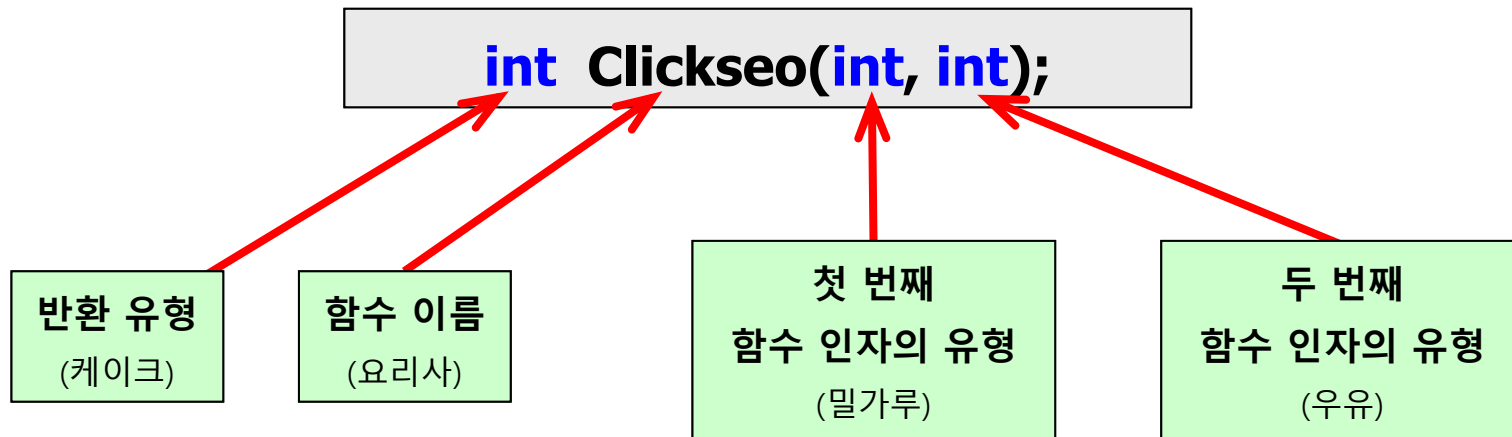 int Clickseo(int, int);
반환 유형
(케이크)
함수 이름
(요리사)
첫 번째
함수 인자의 유형
(밀가루)
두 번째
함수 인자의 유형
(우유)